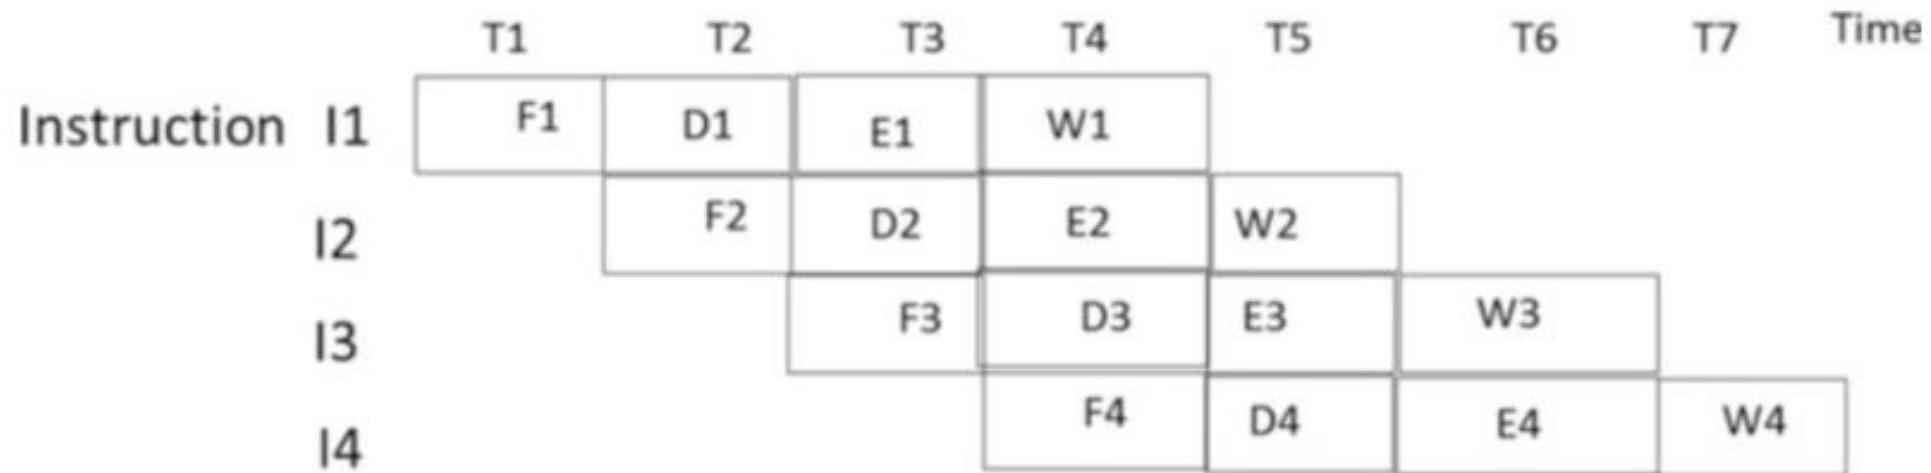 T1 T2 T3 T4 T5 T6 T7 Time
Instruction I1 F1 D1 E1 W1
I2 F2 D2 E2 W2
I3 F3 D3 E3 W3
I4 F4 D4 E4 W4